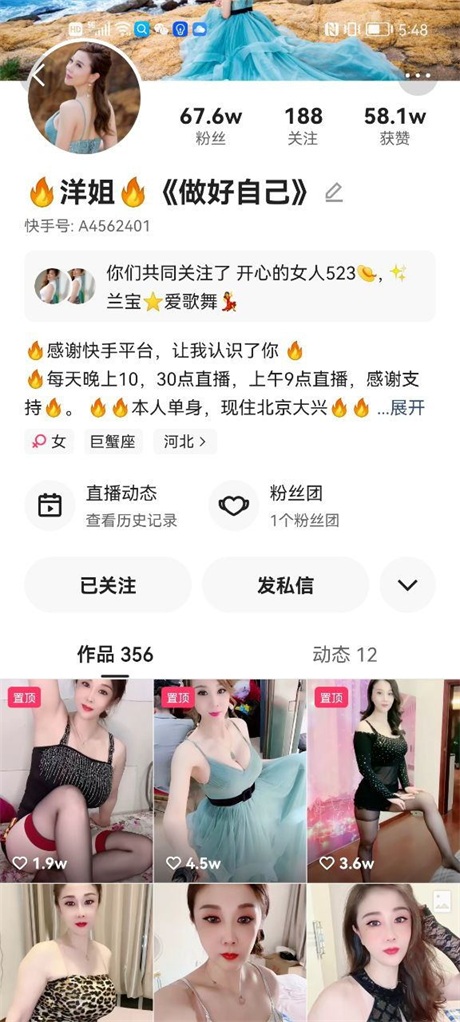 HD 5G 5:48
67.6w 188 58.1w
粉丝 关注 获赞
🔥洋姐🔥《做好自己》
快手号: A4562401
你们共同关注了 开心的女人523👒, ✨
兰宝⭐爱歌舞💃
🔥感谢快手平台，让我认识了你 🔥
🔥每天晚上10，30点直播，上午9点直播，感谢支
持🔥。 🔥🔥本人单身，现住北京大兴🔥🔥 ...展开
女 巨蟹座 河北
直播动态 粉丝团
查看历史记录 1个粉丝团
已关注 发私信
作品 356 动态 12
置顶 置顶 置顶
1.9w 4.5w 3.6w